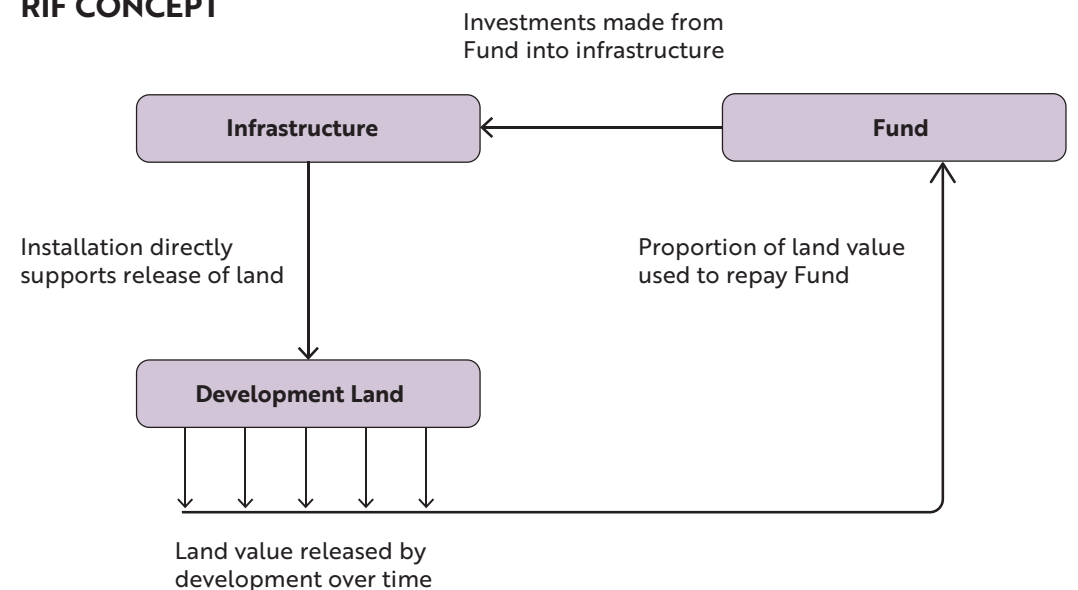 RIF CONCEPT
Investments made from
Fund into infrastructure
Infrastructure
Fund
Installation directly
supports release of land
Proportion of land value
used to repay Fund
Development Land
Land value released by
development over time